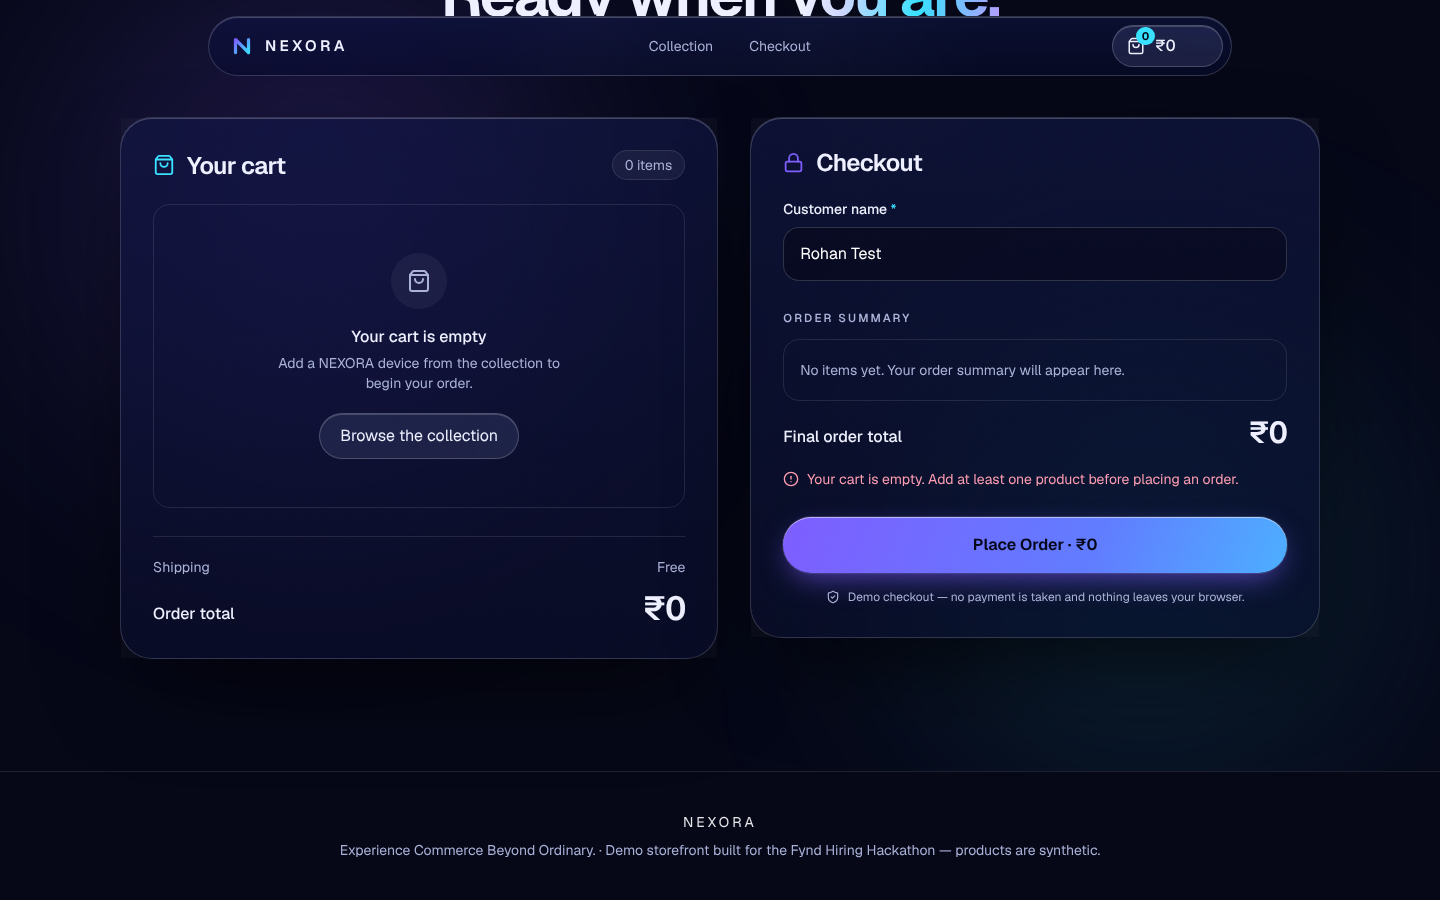 Ready when you are.
NEXORA
Collection
Checkout
0
₹0
Your cart
0 items
Your cart is empty
Add a NEXORA device from the collection to
begin your order.
Browse the collection
Shipping
Free
Order total
₹0
Checkout
Customer name *
Rohan Test
ORDER SUMMARY
No items yet. Your order summary will appear here.
Final order total
₹0
Your cart is empty. Add at least one product before placing an order.
Place Order · ₹0
Demo checkout — no payment is taken and nothing leaves your browser.
NEXORA
Experience Commerce Beyond Ordinary. · Demo storefront built for the Fynd Hiring Hackathon — products are synthetic.